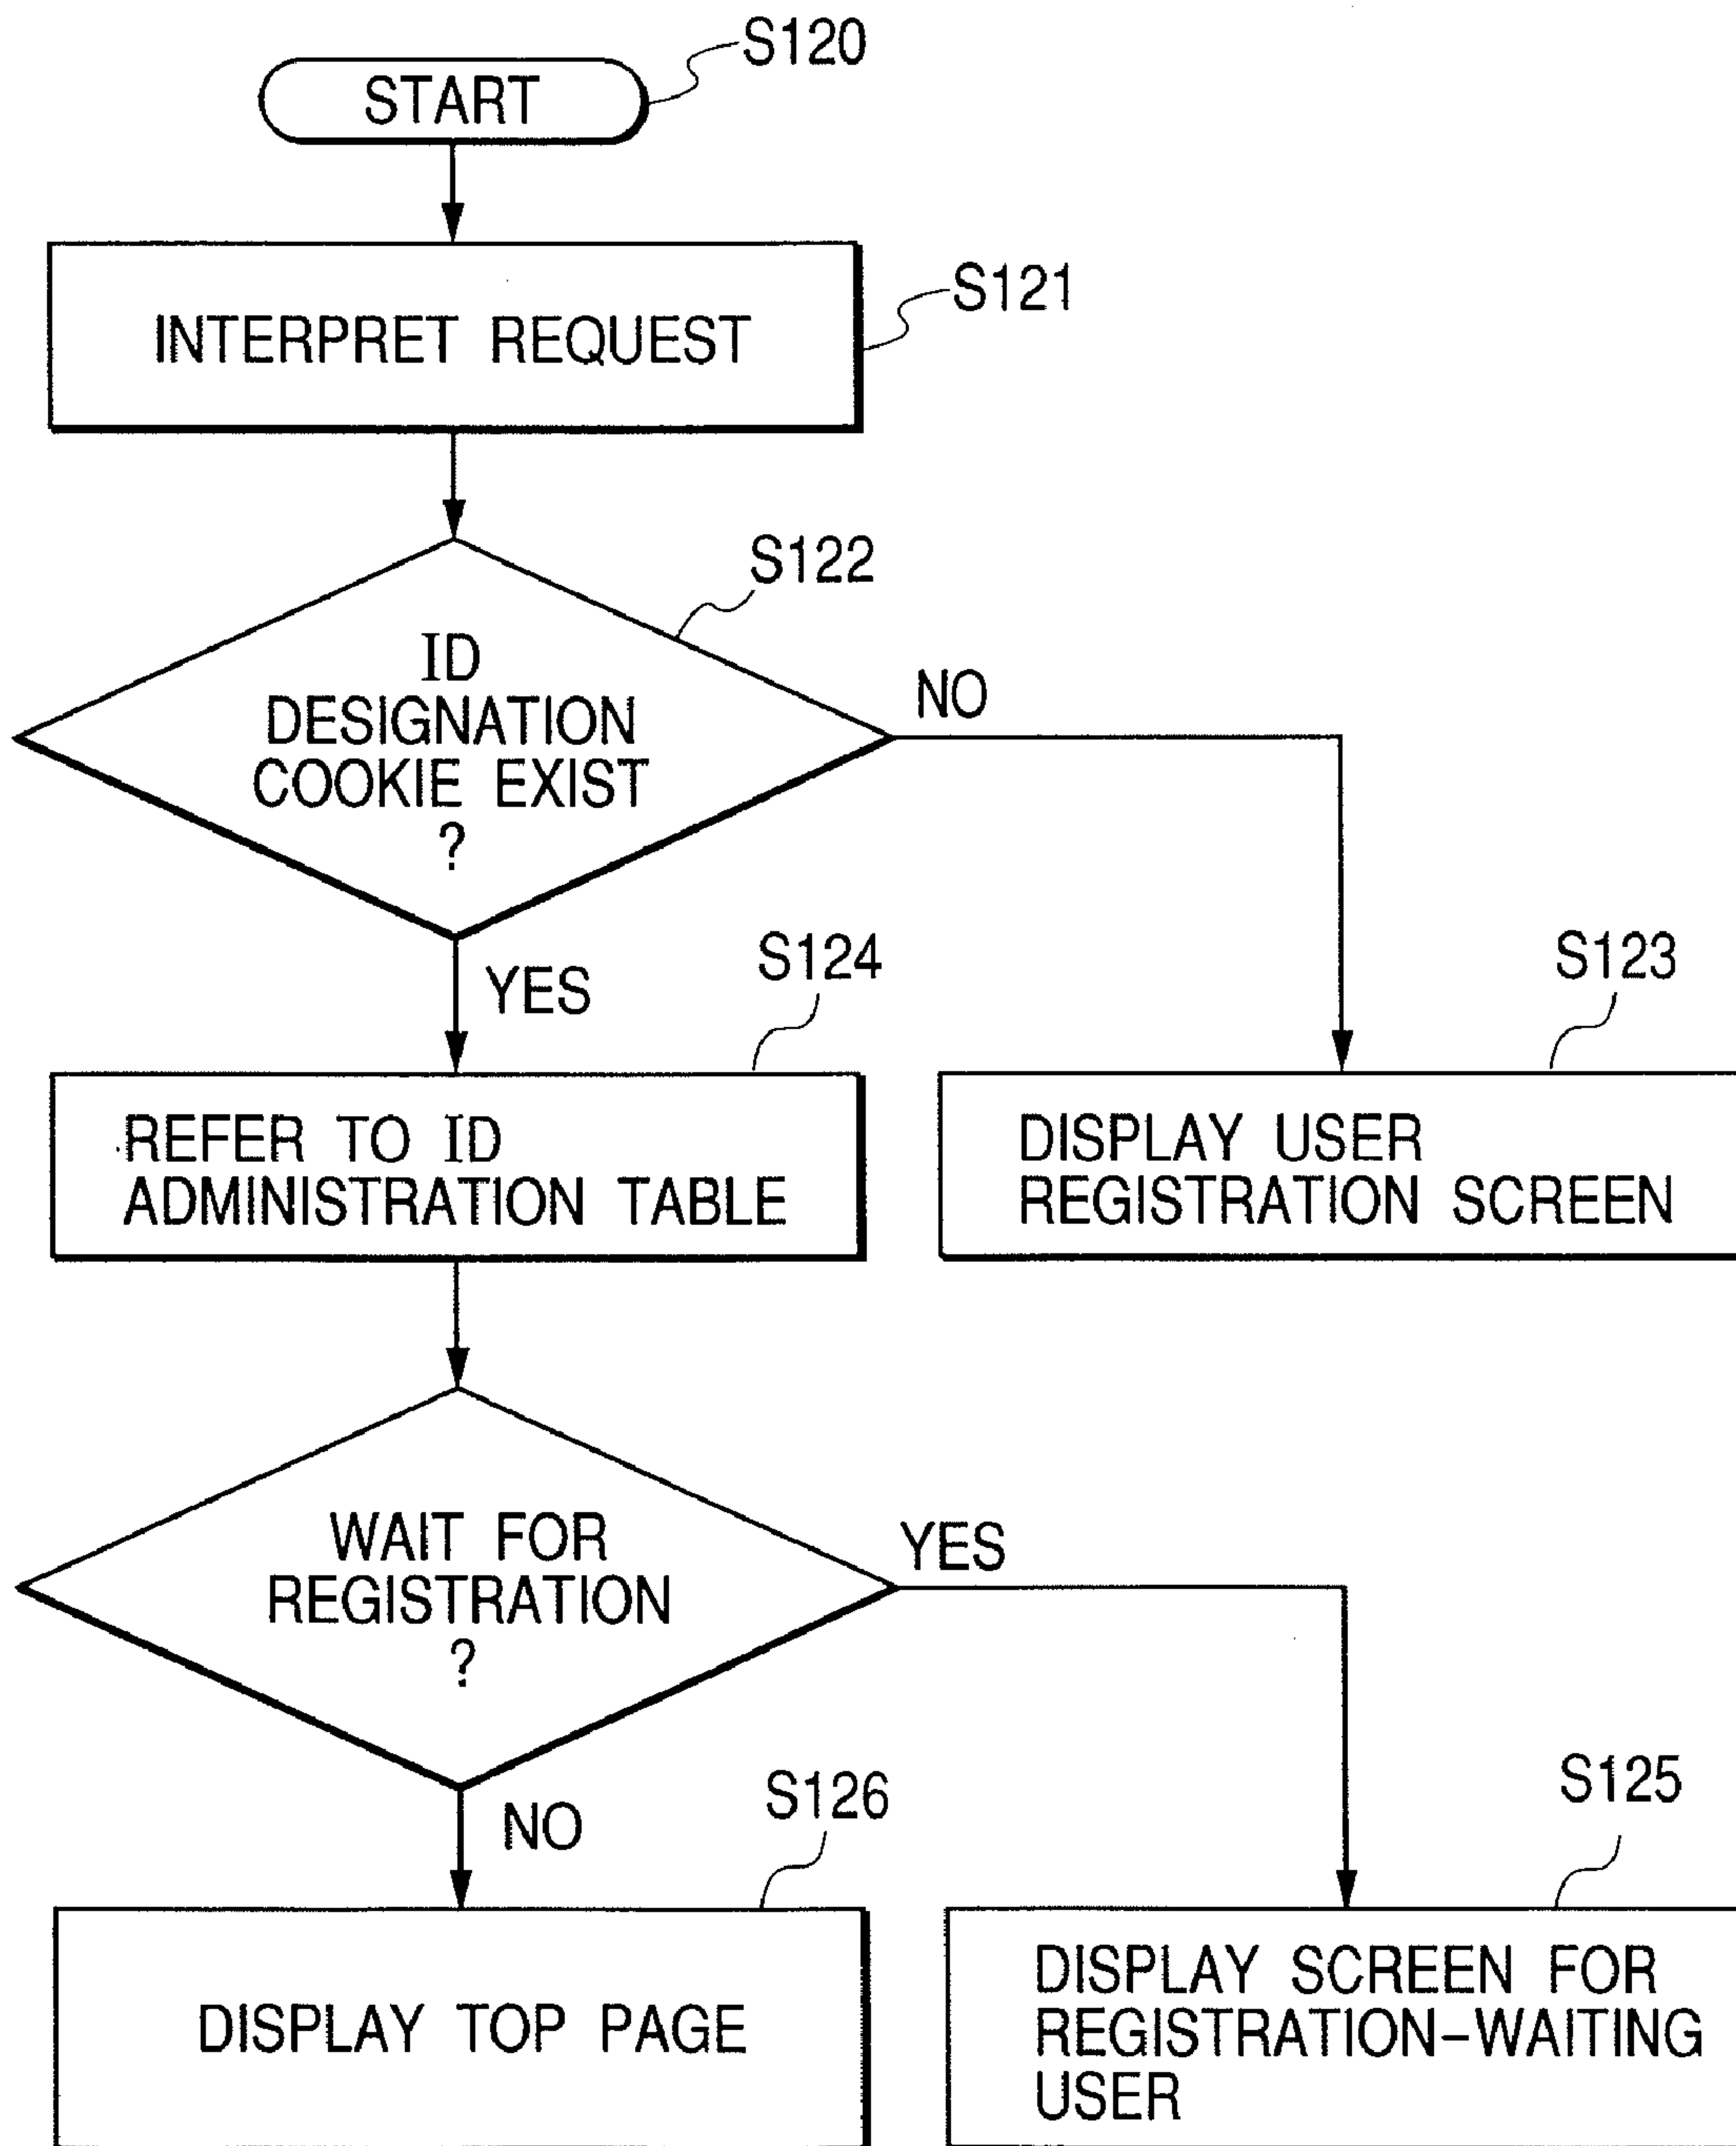 S120
START
S121
INTERPRET REQUEST
S122
ID
DESIGNATION
COOKIE EXIST
?
NO
YES
S124
S123
REFER TO ID
ADMINISTRATION TABLE
DISPLAY USER
REGISTRATION SCREEN
WAIT FOR
REGISTRATION
?
YES
NO
S126
S125
DISPLAY TOP PAGE
DISPLAY SCREEN FOR
REGISTRATION-WAITING
USER